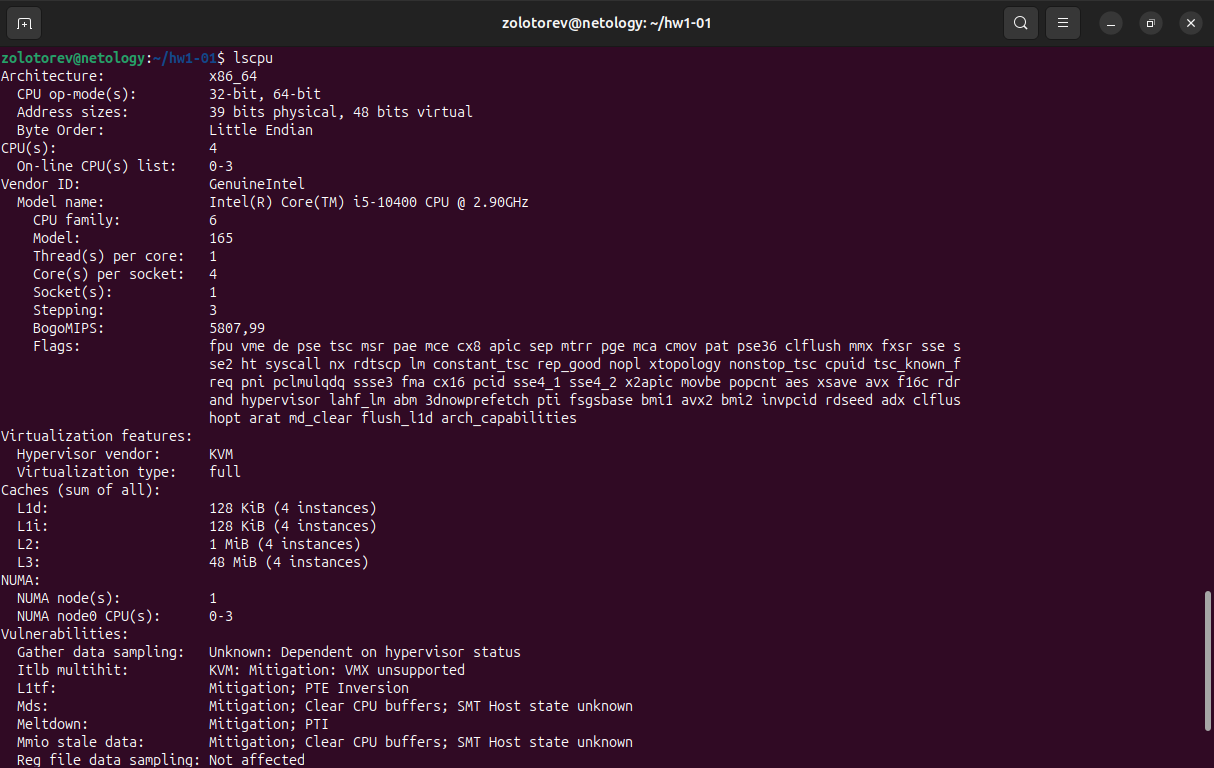 zolotorev@netology: ~/hw1-01
zolotorev@netology:~/hw1-01$ lscpu
Architecture:             x86_64
  CPU op-mode(s):         32-bit, 64-bit
  Address sizes:          39 bits physical, 48 bits virtual
  Byte Order:             Little Endian
CPU(s):                   4
  On-line CPU(s) list:    0-3
Vendor ID:                GenuineIntel
  Model name:             Intel(R) Core(TM) i5-10400 CPU @ 2.90GHz
    CPU family:           6
    Model:                165
    Thread(s) per core:   1
    Core(s) per socket:   4
    Socket(s):            1
    Stepping:             3
    BogoMIPS:             5807,99
    Flags:                fpu vme de pse tsc msr pae mce cx8 apic sep mtrr pge mca cmov pat pse36 clflush mmx fxsr sse s
                          se2 ht syscall nx rdtscp lm constant_tsc rep_good nopl xtopology nonstop_tsc cpuid tsc_known_f
                          req pni pclmulqdq ssse3 fma cx16 pcid sse4_1 sse4_2 x2apic movbe popcnt aes xsave avx f16c rdr
                          and hypervisor lahf_lm abm 3dnowprefetch pti fsgsbase bmi1 avx2 bmi2 invpcid rdseed adx clflus
                          hopt arat md_clear flush_l1d arch_capabilities
Virtualization features:
  Hypervisor vendor:      KVM
  Virtualization type:    full
Caches (sum of all):
  L1d:                    128 KiB (4 instances)
  L1i:                    128 KiB (4 instances)
  L2:                     1 MiB (4 instances)
  L3:                     48 MiB (4 instances)
NUMA:
  NUMA node(s):           1
  NUMA node0 CPU(s):      0-3
Vulnerabilities:
  Gather data sampling:   Unknown: Dependent on hypervisor status
  Itlb multihit:          KVM: Mitigation: VMX unsupported
  L1tf:                   Mitigation; PTE Inversion
  Mds:                    Mitigation; Clear CPU buffers; SMT Host state unknown
  Meltdown:               Mitigation; PTI
  Mmio stale data:        Mitigation; Clear CPU buffers; SMT Host state unknown
  Reg file data sampling: Not affected